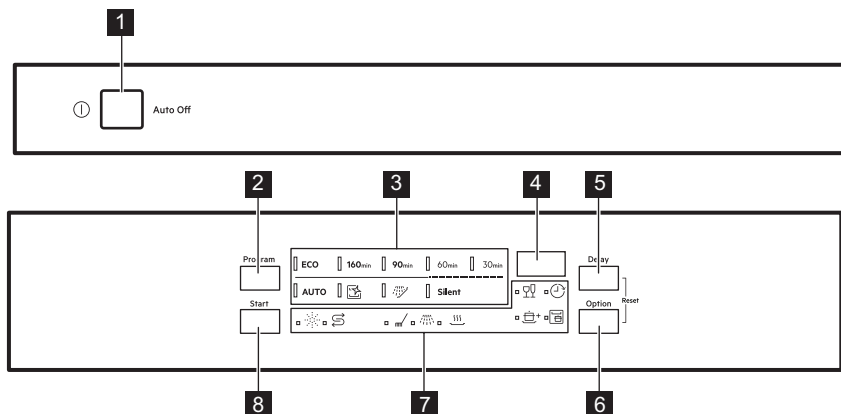 1
Auto Off
2
3
4
5
Program
Delay
ECO 160min 90min 60min 30min
AUTO Silent
Reset
Start
Option
+
8
7
6